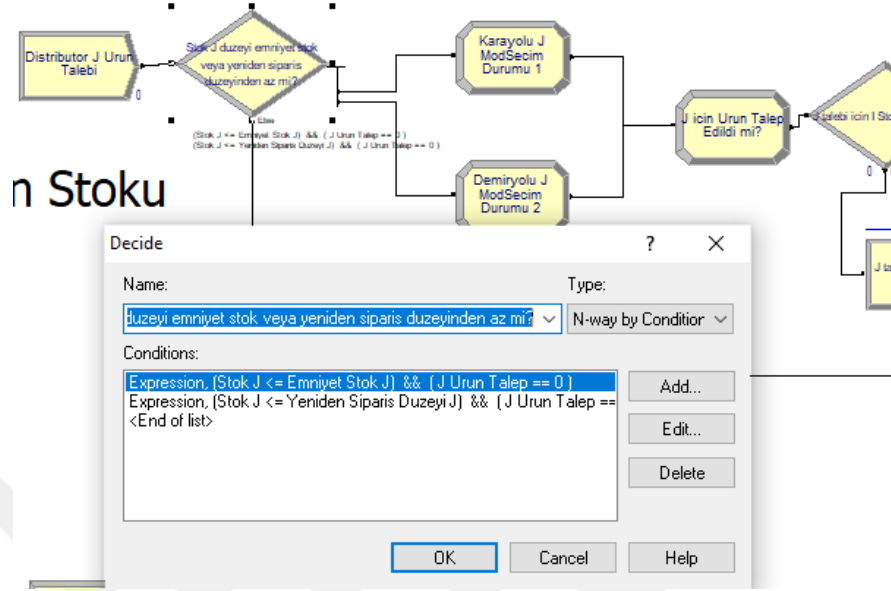 Distributor J Urun
Talebi
0
Stok J duzeyi emniyet stok
veya yeniden siparis
duzeyinden az mi?
Else
(Stok J <= Emniyet Stok J) && ( J Urun Talep == 0 )
(Stok J <= Yeniden Siparis Duzeyi J) && ( J Urun Talep == 0 )
Karayolu J
ModSecim
Durumu 1
Demiryolu J
ModSecim
Durumu 2
J icin Urun Talep
Edildi mi?
J talebi icin I Sto
0
J ta
n Stoku
Decide
?
Name:
Type:
duzeyi emniyet stok veya yeniden siparis duzeyinden az mi?
N-way by Condition
Conditions:
Expression, (Stok J <= Emniyet Stok J) && ( J Urun Talep == 0 )
Expression, (Stok J <= Yeniden Siparis Duzeyi J) && ( J Urun Talep ==
<End of list>
Add...
Edit...
Delete
OK
Cancel
Help